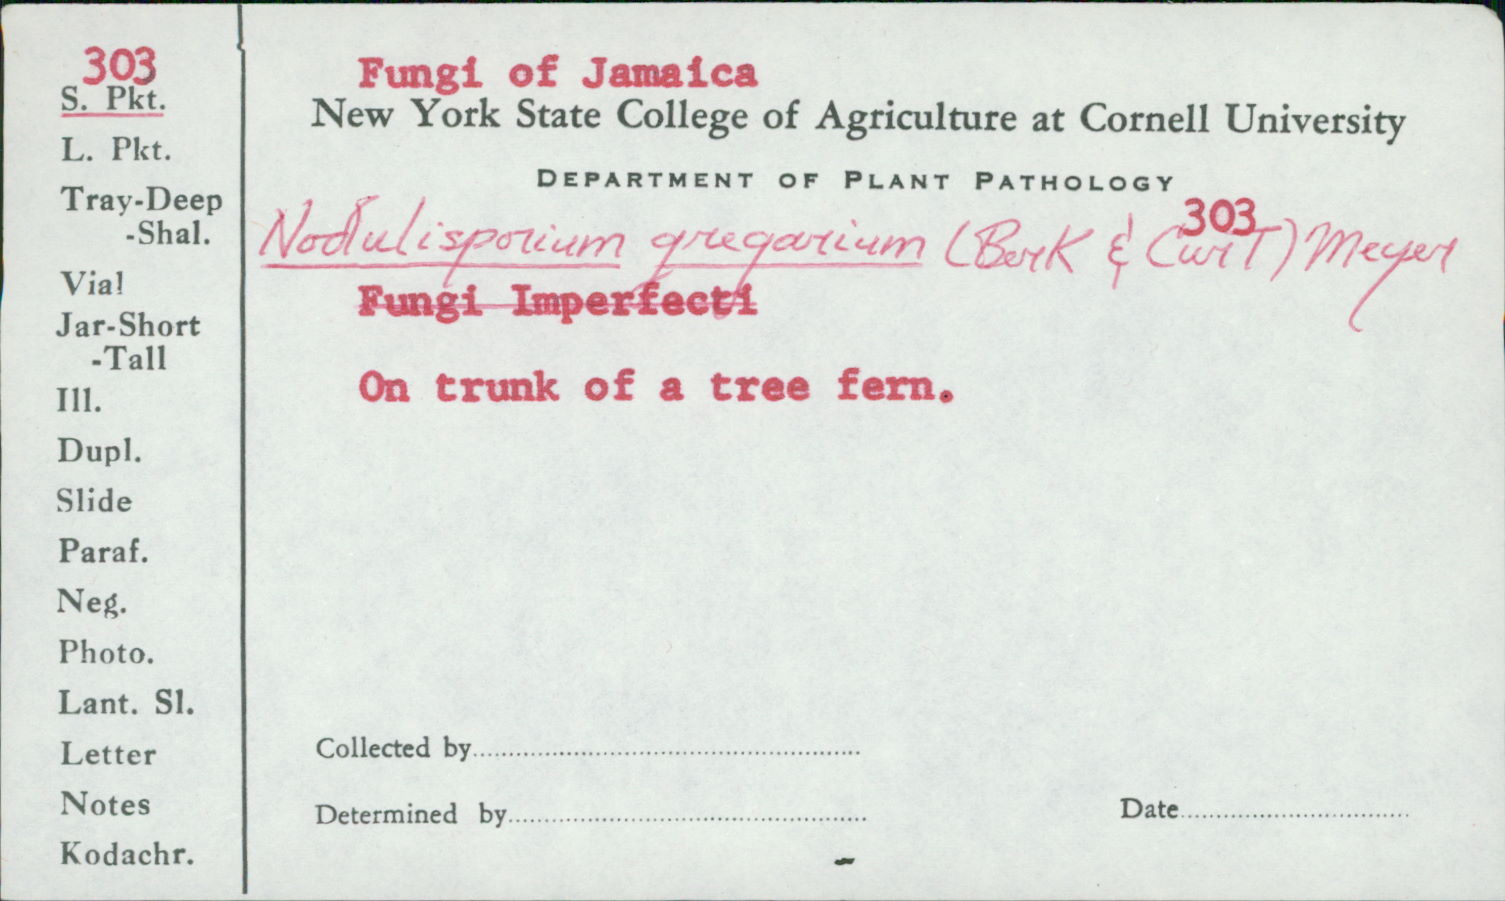 303
S. Pkt.
L. Pkt.
Tray-Deep
-Shal.
Vial
Jar-Short
-Tall
Ill.
Dupl.
Slide
Paraf.
Neg.
Photo.
Lant. Sl.
Letter
Notes
Kodachr.
Fungi of Jamaica
New York State College of Agriculture at Cornell University
DEPARTMENT OF PLANT PATHOLOGY
303
Nodulisporium gregarium (Berk & Curt) Meyer
Fungi Imperfecti
On trunk of a tree fern.
Collected by
Determined by
Date